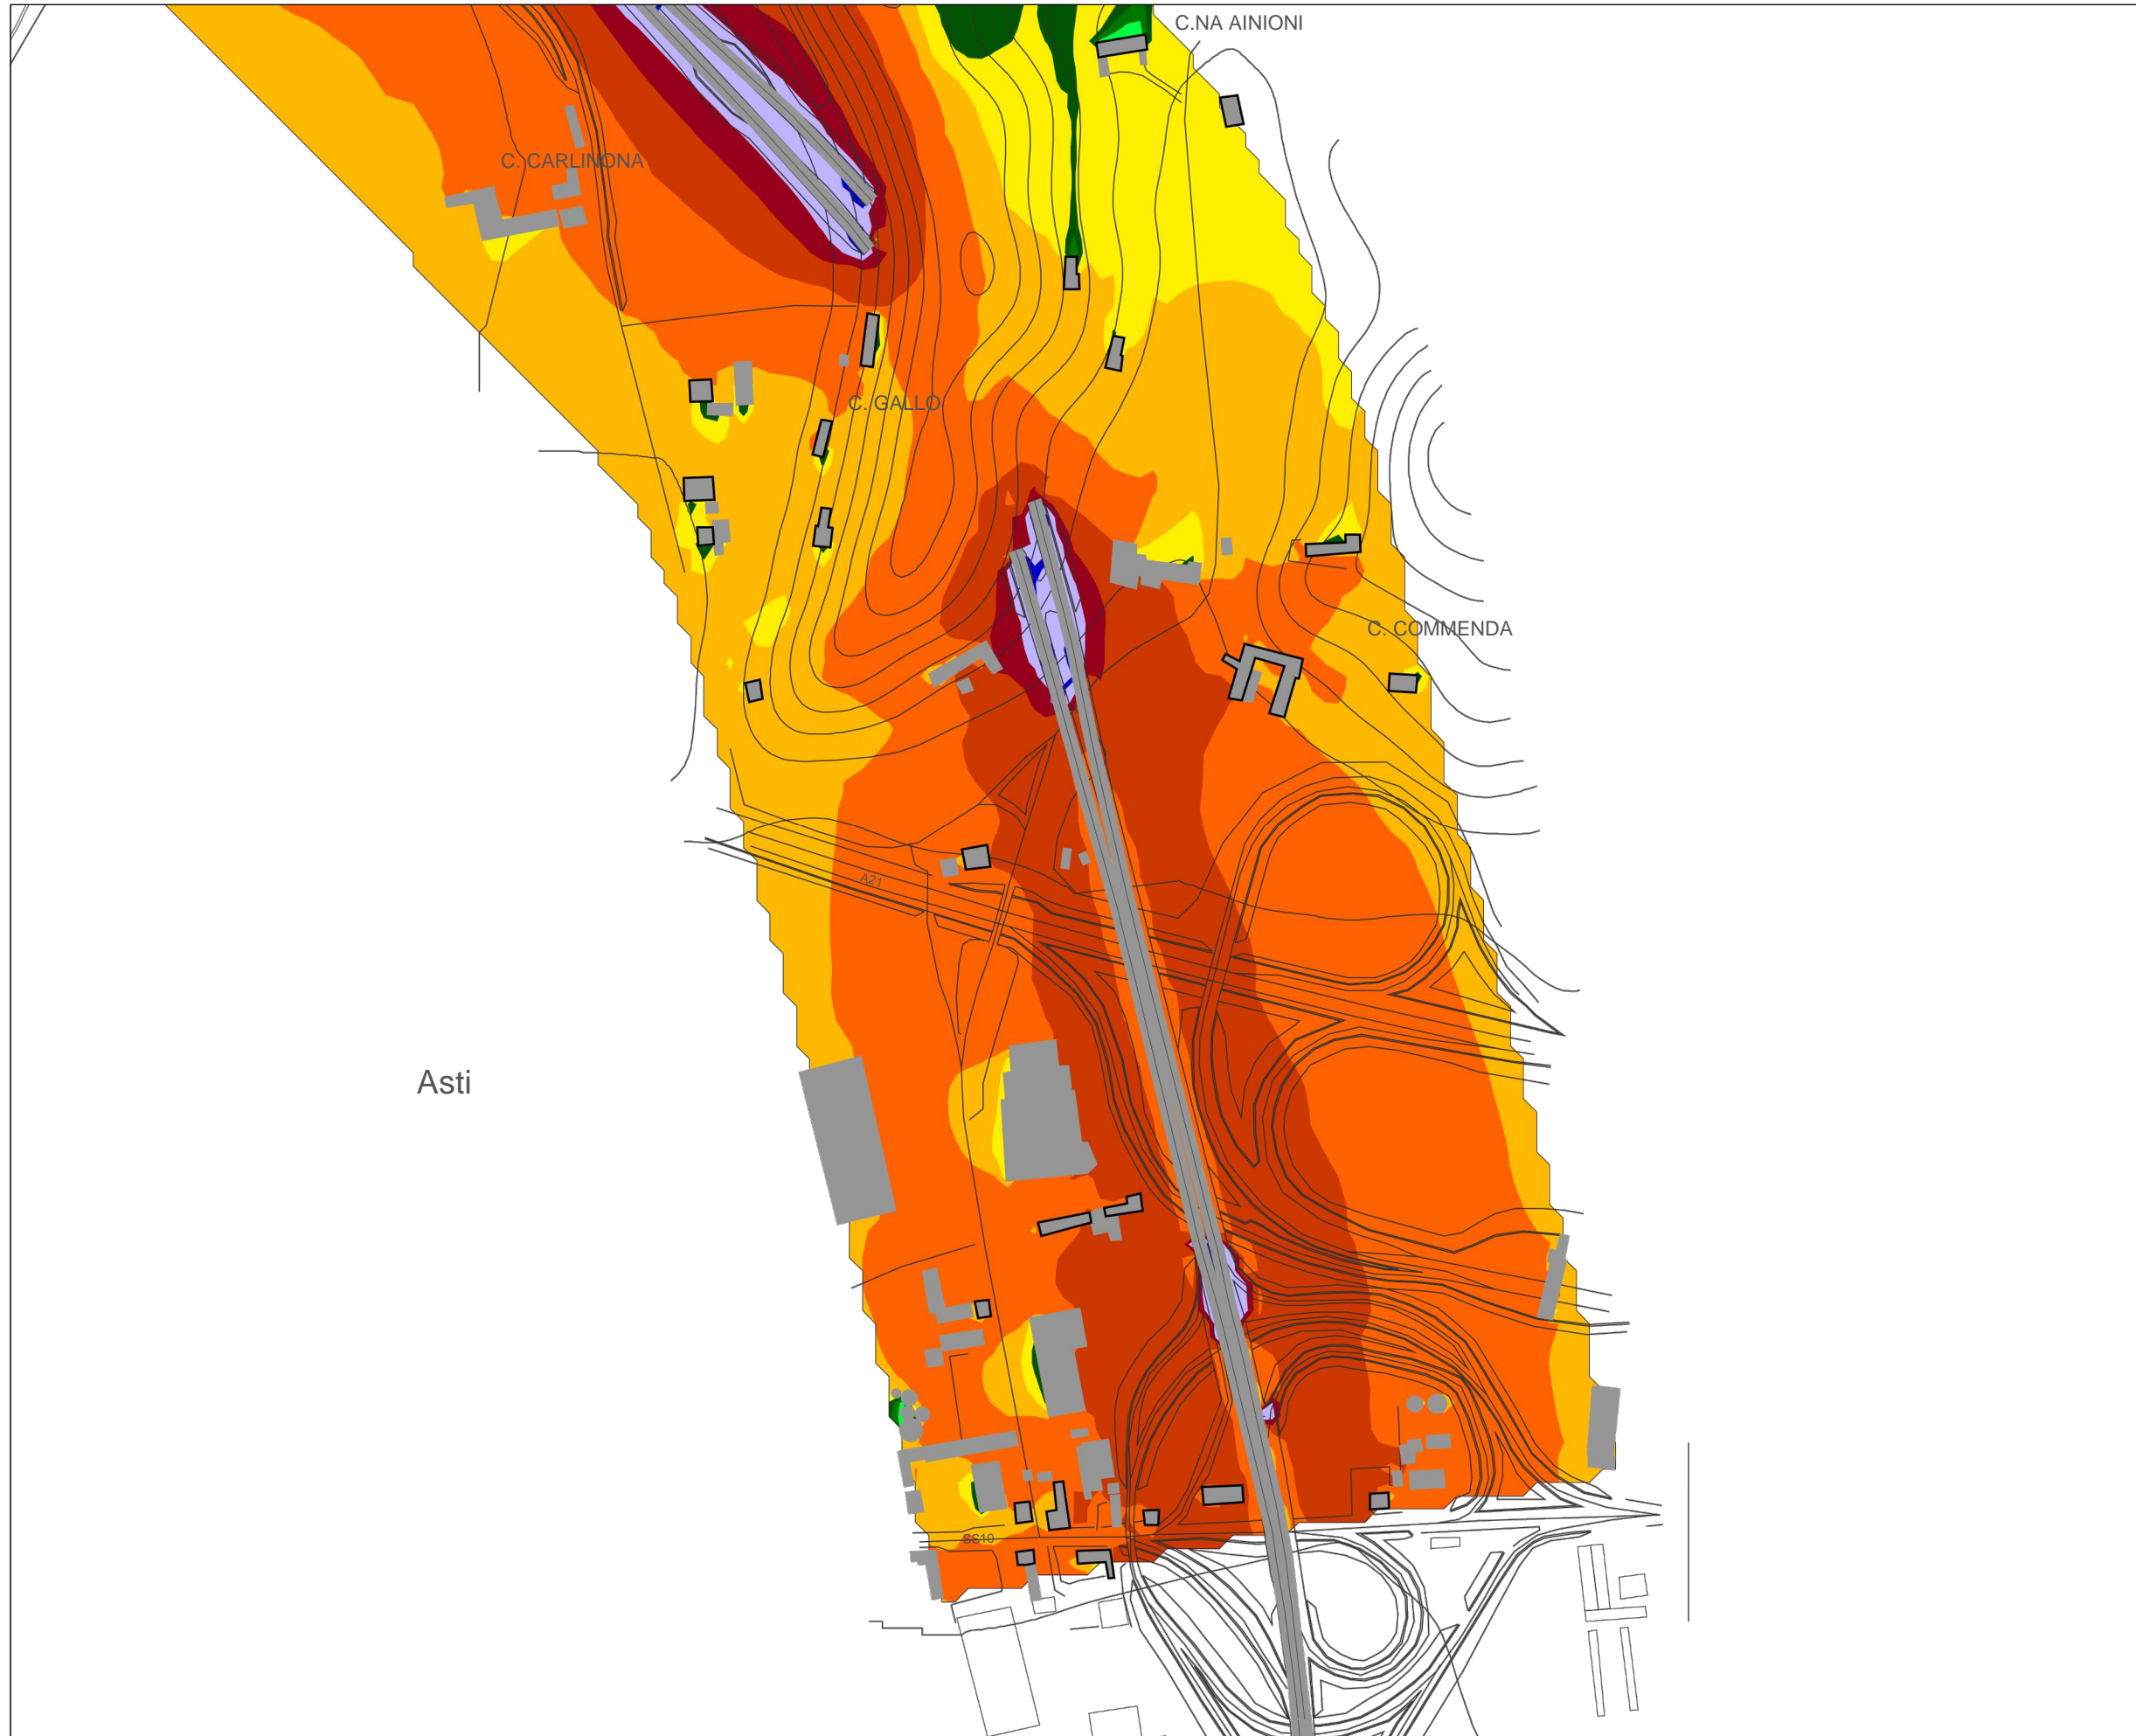 C.NA AINIONI
C. CARLINONA
C. GALLO
C. COMMENDA
A21
Asti
SS10